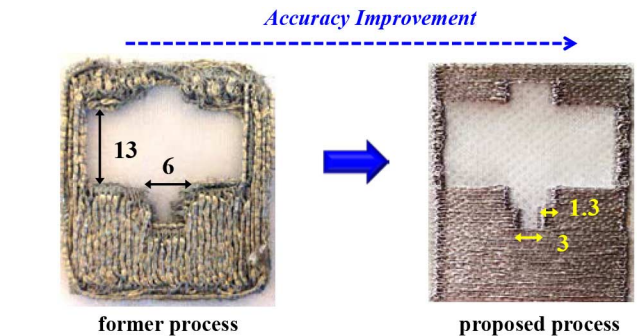 Accuracy Improvement
13
6
1.3
3
former process
proposed process